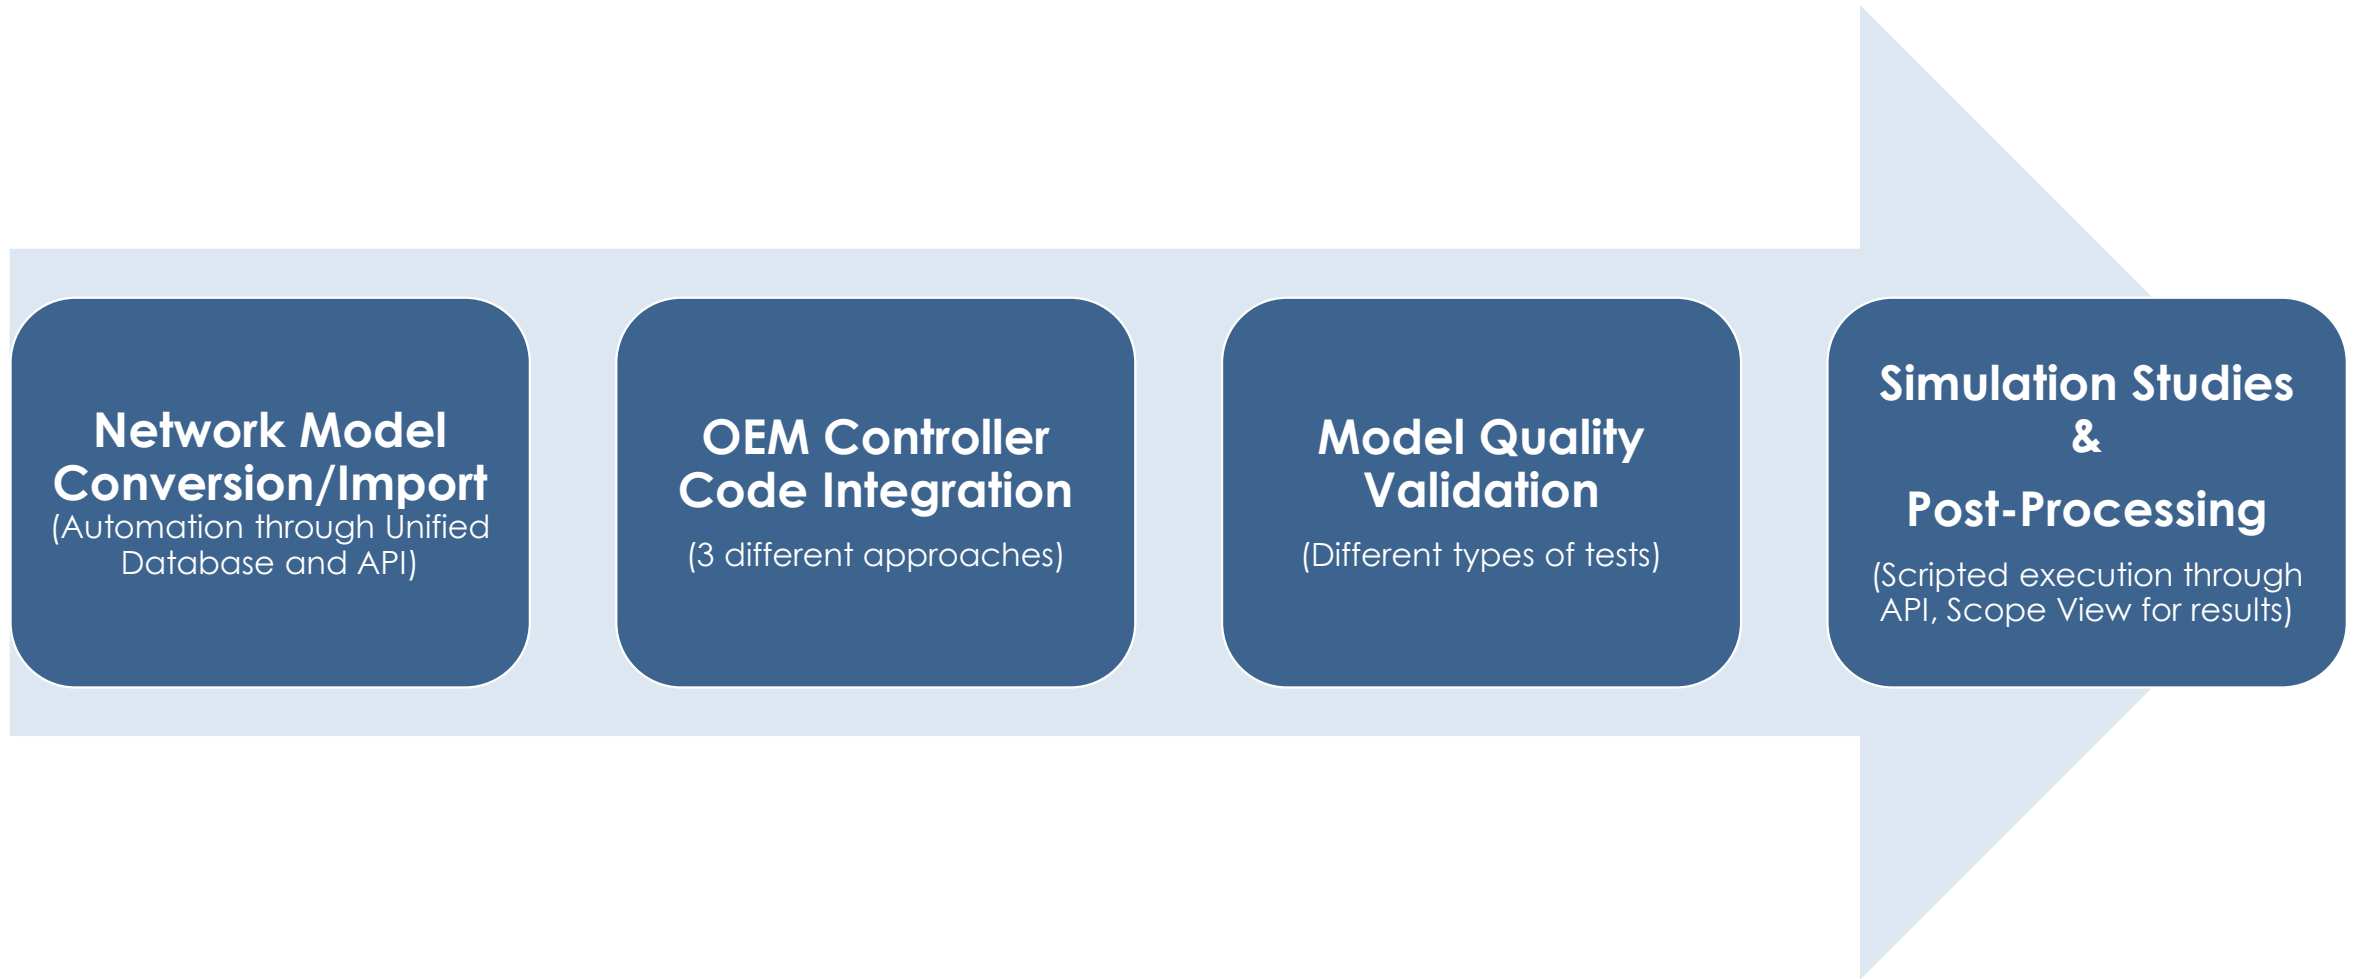 Network Model
Conversion/Import
(Automation through Unified
Database and API)
OEM Controller
Code Integration
(3 different approaches)
Model Quality
Validation
(Different types of tests)
Simulation Studies
&
Post-Processing
(Scripted execution through
API, Scope View for results)